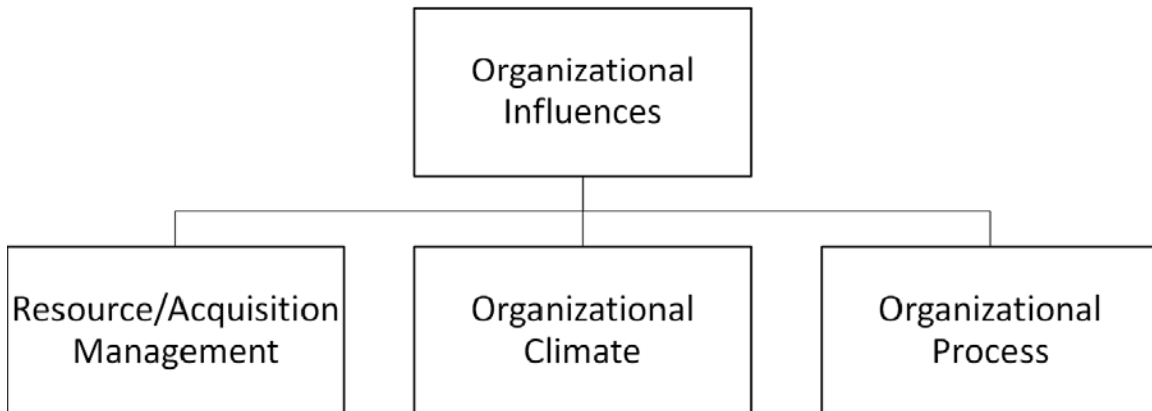 Organizational
Influences
Resource/Acquisition
Management
Organizational
Climate
Organizational
Process